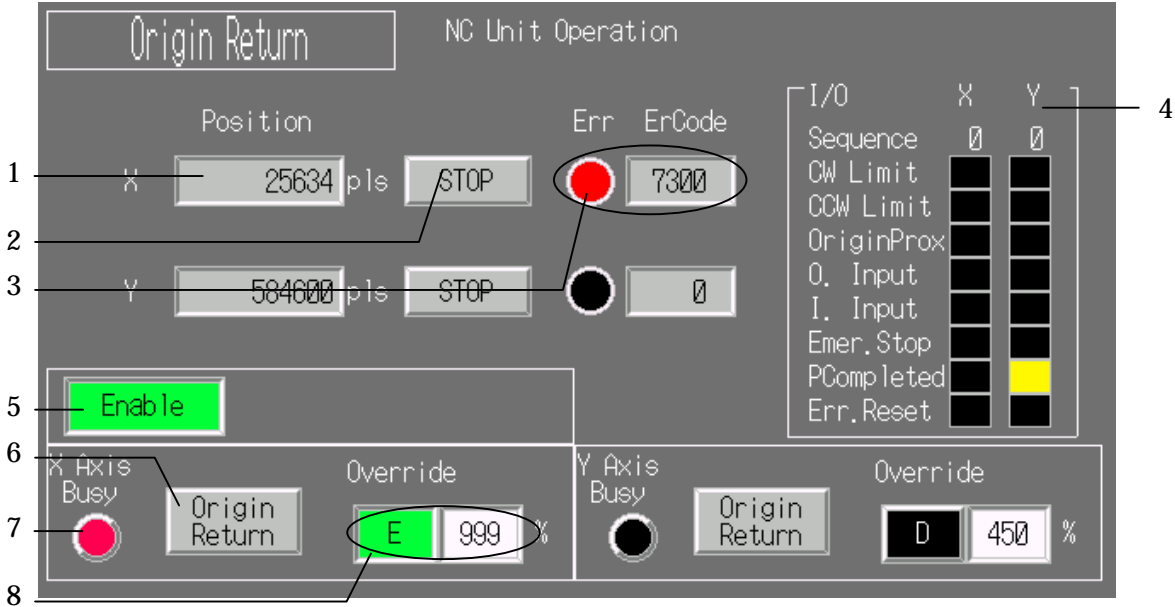 Origin Return
NC Unit Operation
I/O X Y
4
Position
Err ErCode
Sequence 0 0
1
X 25634 pls STOP 7300
CW Limit
CCW Limit
2
OriginProx
3
Y 584600 pls STOP 0
O. Input
I. Input
Emer.Stop
PCompleted
Err.Reset
5
Enable
6
X Axis
Busy
Origin
Return
Override
7
E 999 %
8
Y Axis
Busy
Origin
Return
Override
D 450 %